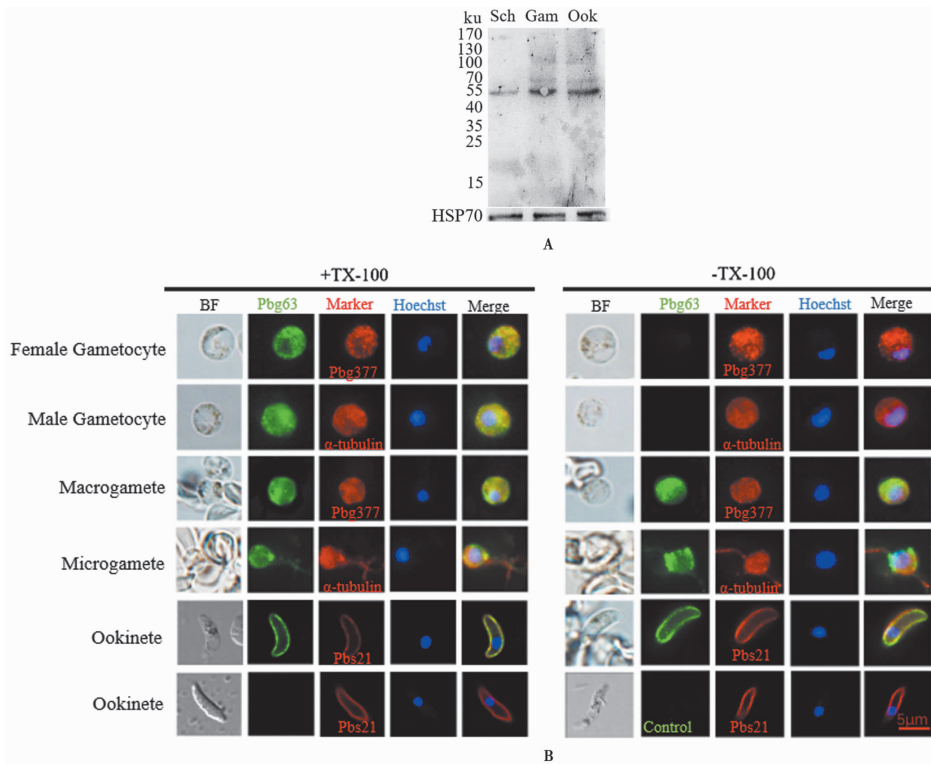 ku Sch Gam Ook
170
130
100
70
55
40
35
25
15
HSP70
A
+TX-100 -TX-100
BF Pbg63 Marker Hoechst Merge BF Pbg63 Marker Hoechst Merge
Female Gametocyte
Pbg377 Pbg377
Male Gametocyte
α-tubulin α-tubulin
Macrogamete
Pbg377 Pbg377
Microgamete
α-tubulin α-tubulin
Ookinete
Pbs21 Pbs21
Ookinete
Pbs21 Control Pbs21 5μm
B